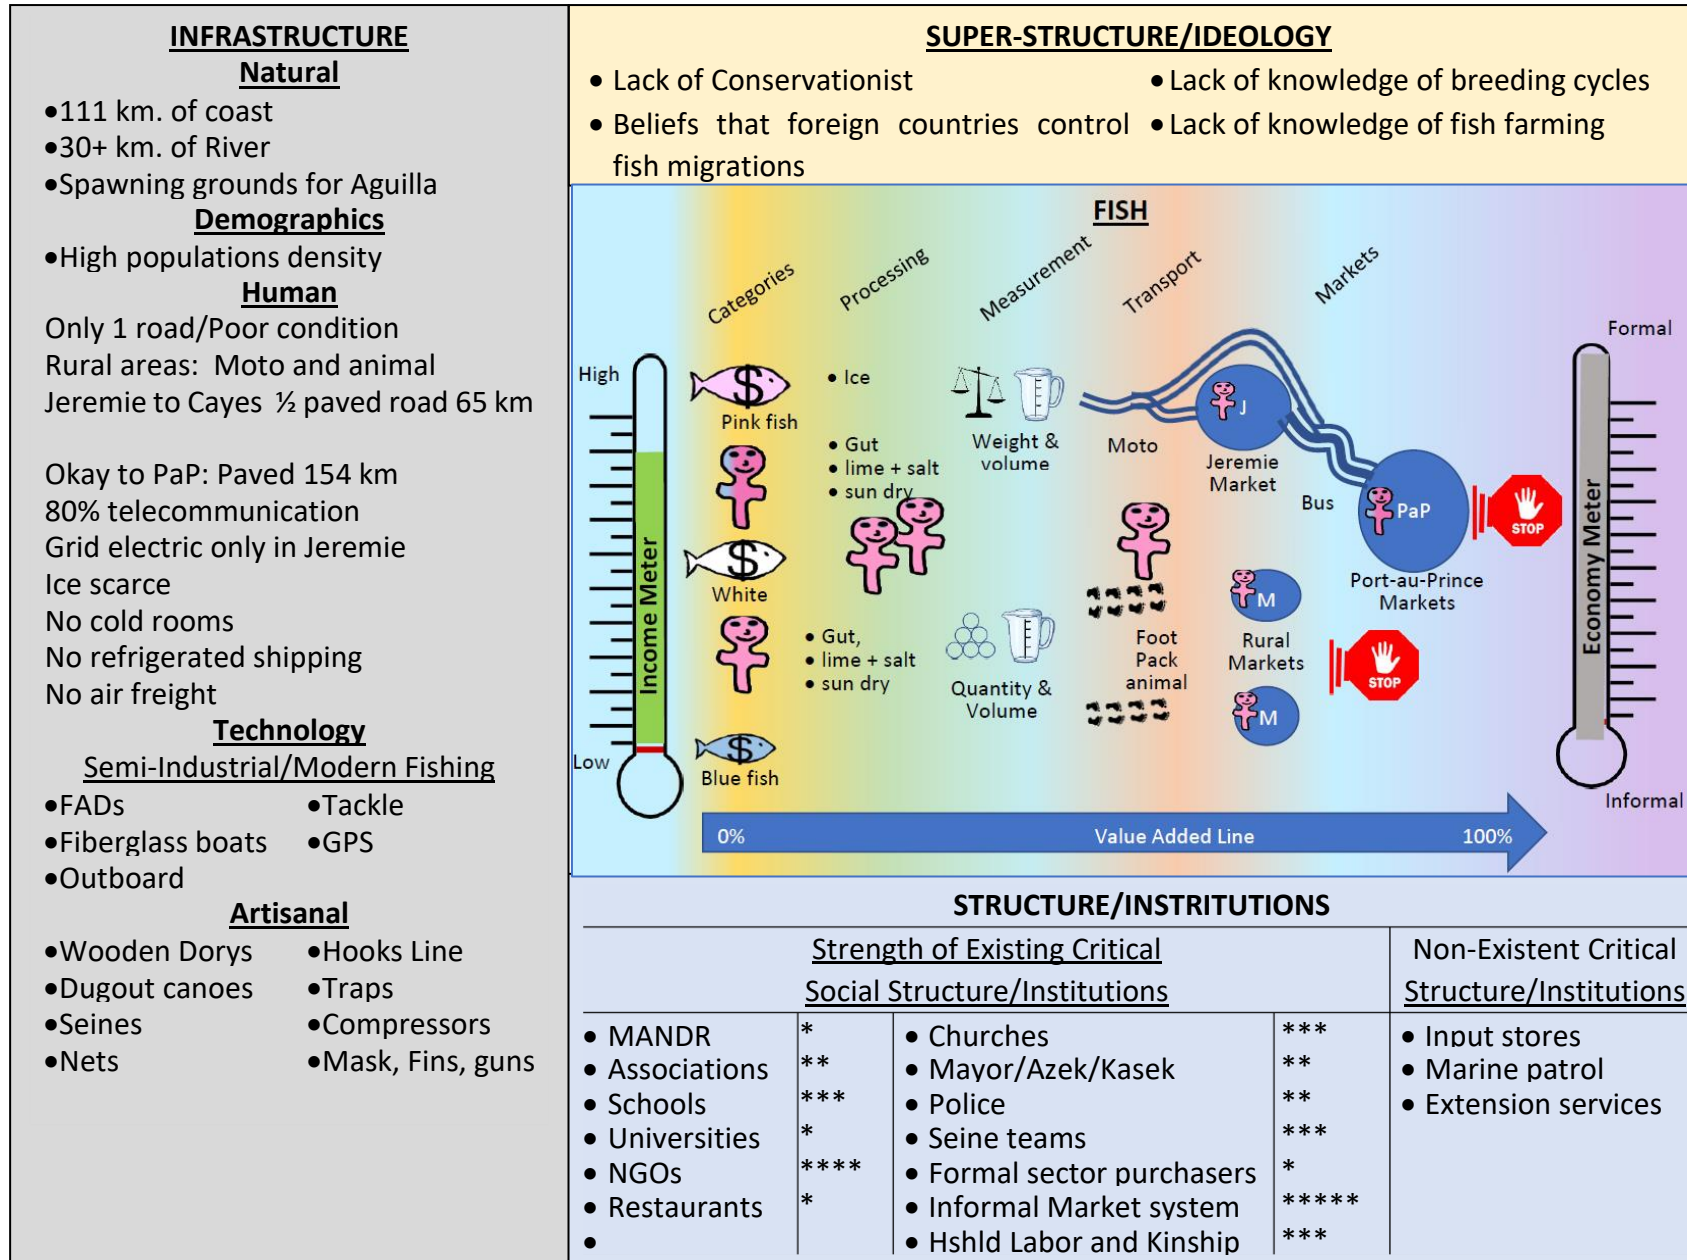 INFRASTRUCTURE
Natural
•111 km. of coast
•30+ km. of River
•Spawning grounds for Aguilla
Demographics
•High populations density
Human
Only 1 road/Poor condition
Rural areas: Moto and animal
Jeremie to Cayes ½ paved road 65 km
Okay to PaP: Paved 154 km
80% telecommunication
Grid electric only in Jeremie
Ice scarce
No cold rooms
No refrigerated shipping
No air freight
Technology
Semi-Industrial/Modern Fishing
•FADs •Tackle
•Fiberglass boats •GPS
•Outboard
Artisanal
•Wooden Dorys •Hooks Line
•Dugout canoes •Traps
•Seines •Compressors
•Nets •Mask, Fins, guns
SUPER-STRUCTURE/IDEOLOGY
• Lack of Conservationist
• Beliefs that foreign countries control
fish migrations
• Lack of knowledge of breeding cycles
• Lack of knowledge of fish farming
FISH
Categories
Processing
Measurement
Transport
Markets
High
Income Meter
Low
$
Pink fish
$
White
$
Blue fish
• Ice
• Gut
• lime + salt
• sun dry
• Gut,
• lime + salt
• sun dry
Weight &
volume
Quantity &
Volume
Moto
Foot
Pack
animal
J
Jeremie
Market
Bus
PaP
Port-au-Prince
Markets
STOP
M
Rural
Markets
M
STOP
Formal
Economy Meter
Informal
0% Value Added Line 100%
STRUCTURE/INSTRITUTIONS
Strength of Existing Critical
Social Structure/Institutions
Non-Existent Critical
Structure/Institutions
• MANDR *
• Associations **
• Schools ***
• Universities *
• NGOs ****
• Restaurants *
•
• Churches ***
• Mayor/Azek/Kasek **
• Police **
• Seine teams ***
• Formal sector purchasers *
• Informal Market system *****
• Hshld Labor and Kinship ***
• Input stores
• Marine patrol
• Extension services